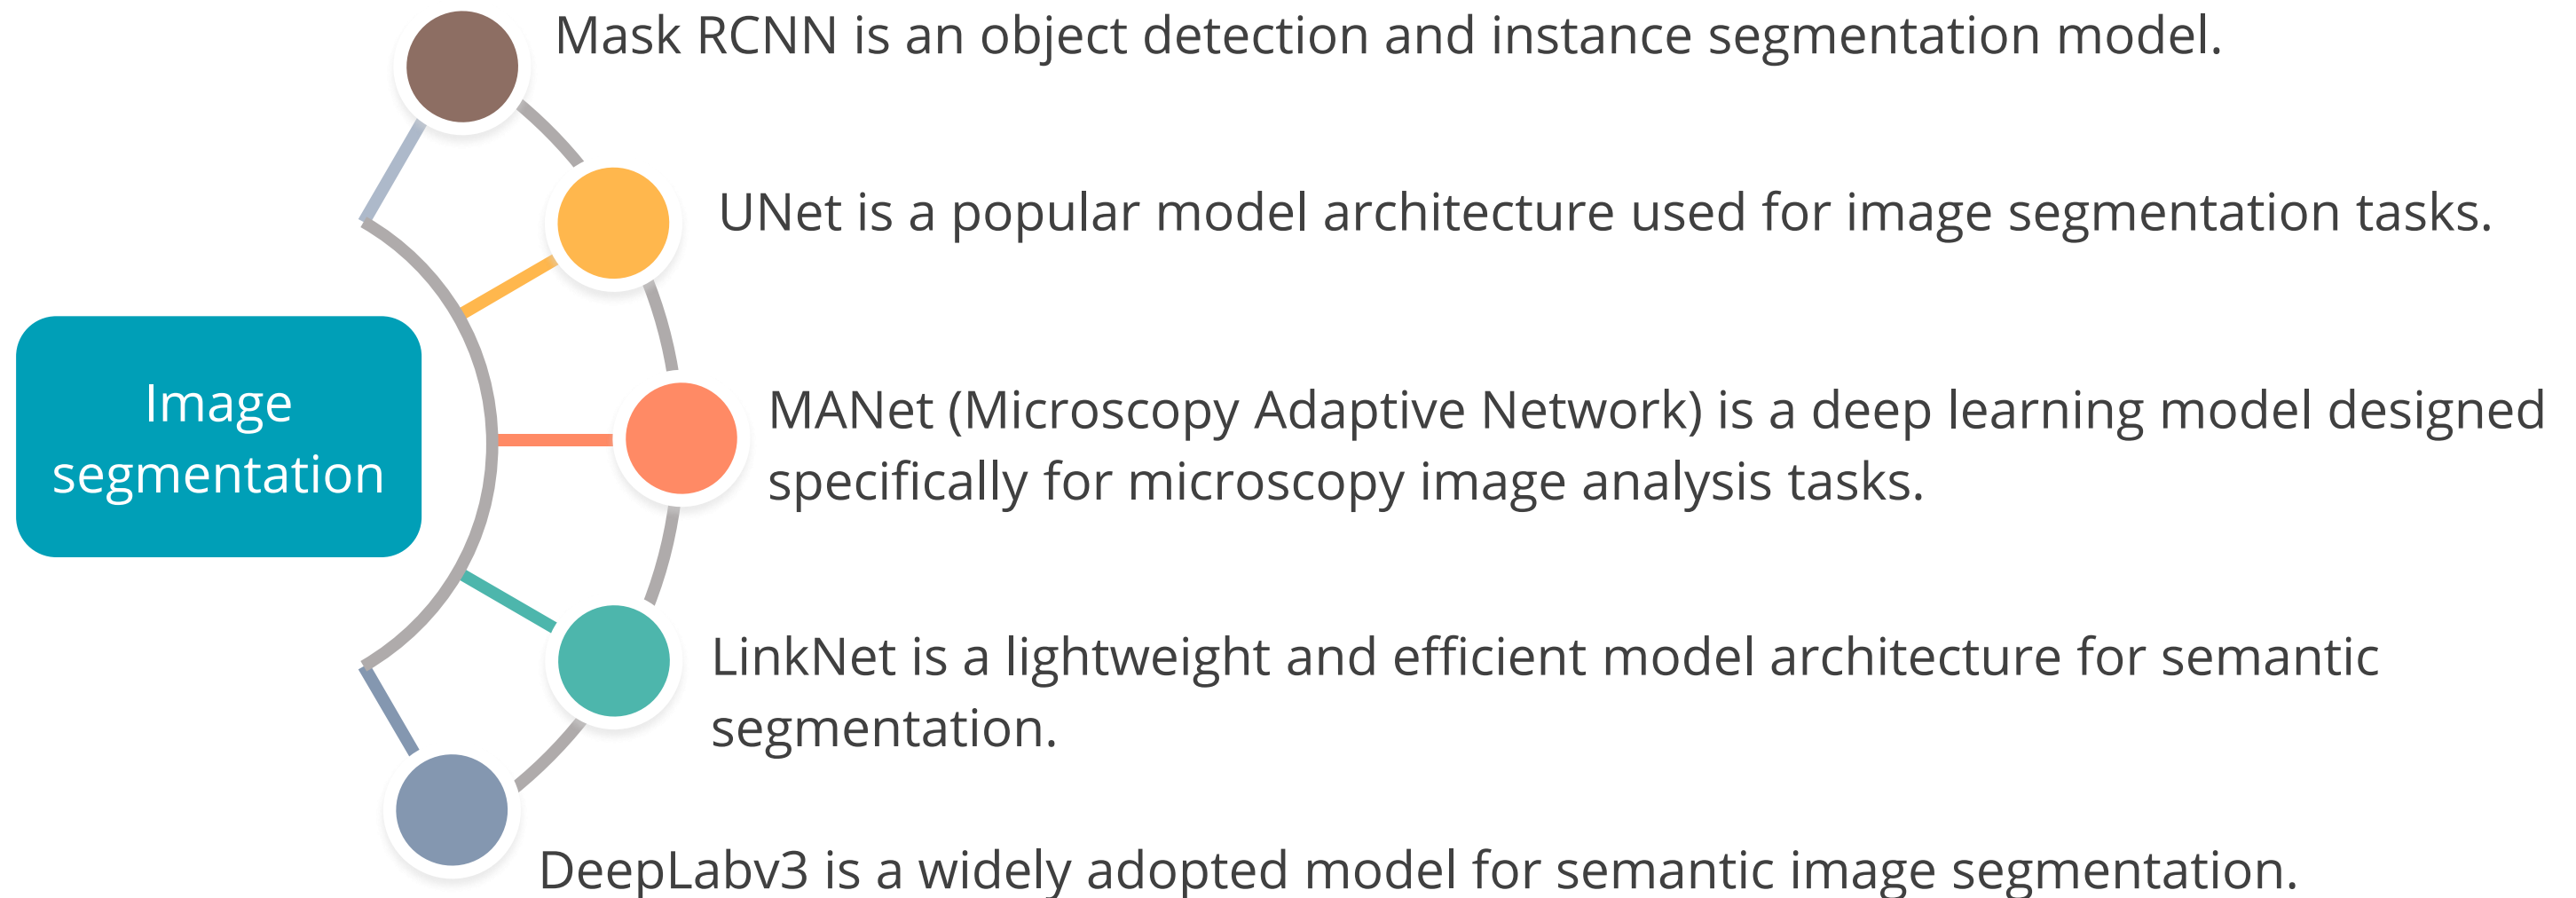 Mask RCNN is an object detection and instance segmentation model.
UNet is a popular model architecture used for image segmentation tasks.
Image
segmentation
MANet (Microscopy Adaptive Network) is a deep learning model designed
specifically for microscopy image analysis tasks.
LinkNet is a lightweight and efficient model architecture for semantic
segmentation.
DeepLabv3 is a widely adopted model for semantic image segmentation.